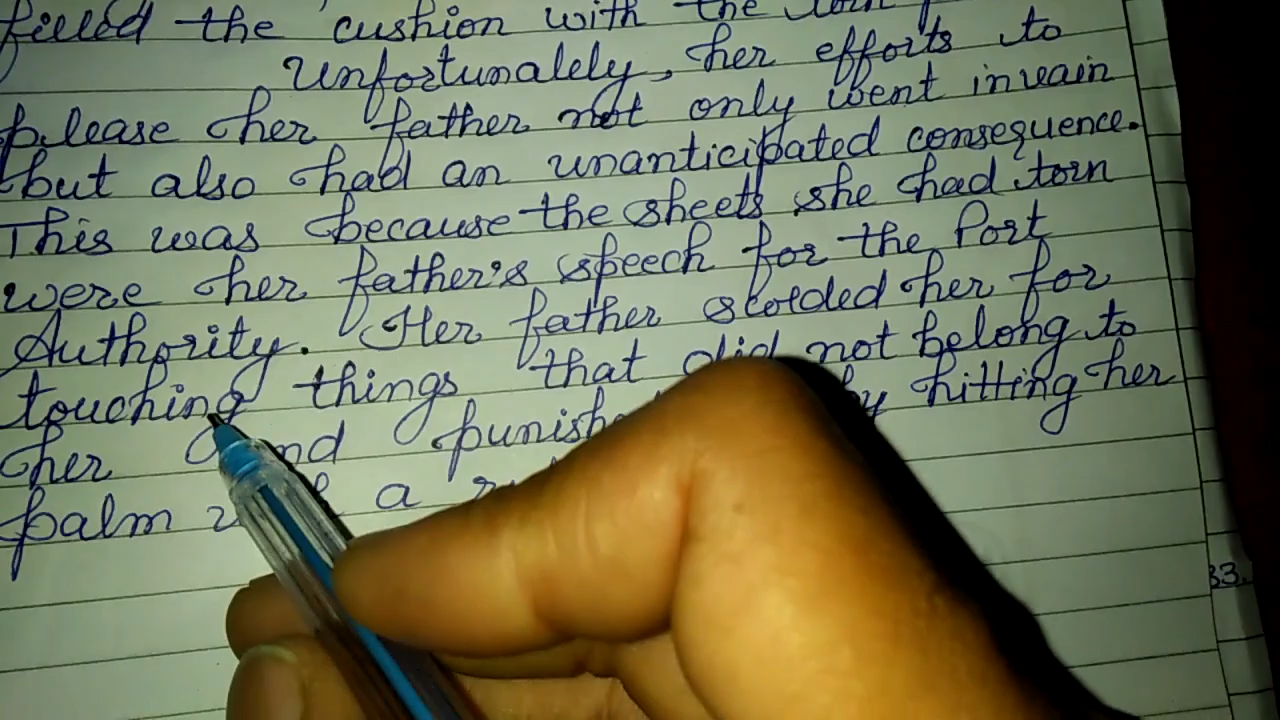 filled the cushion with the torn
Unfortunately, her efforts to
please her father not only went in vain
but also had an unanticipated consequence.
This was because the sheets she had torn
were her father's speech for the Port
Authority. Her father scolded her for
touching things that did not belong to
her and punish by hitting her
palm a
33.